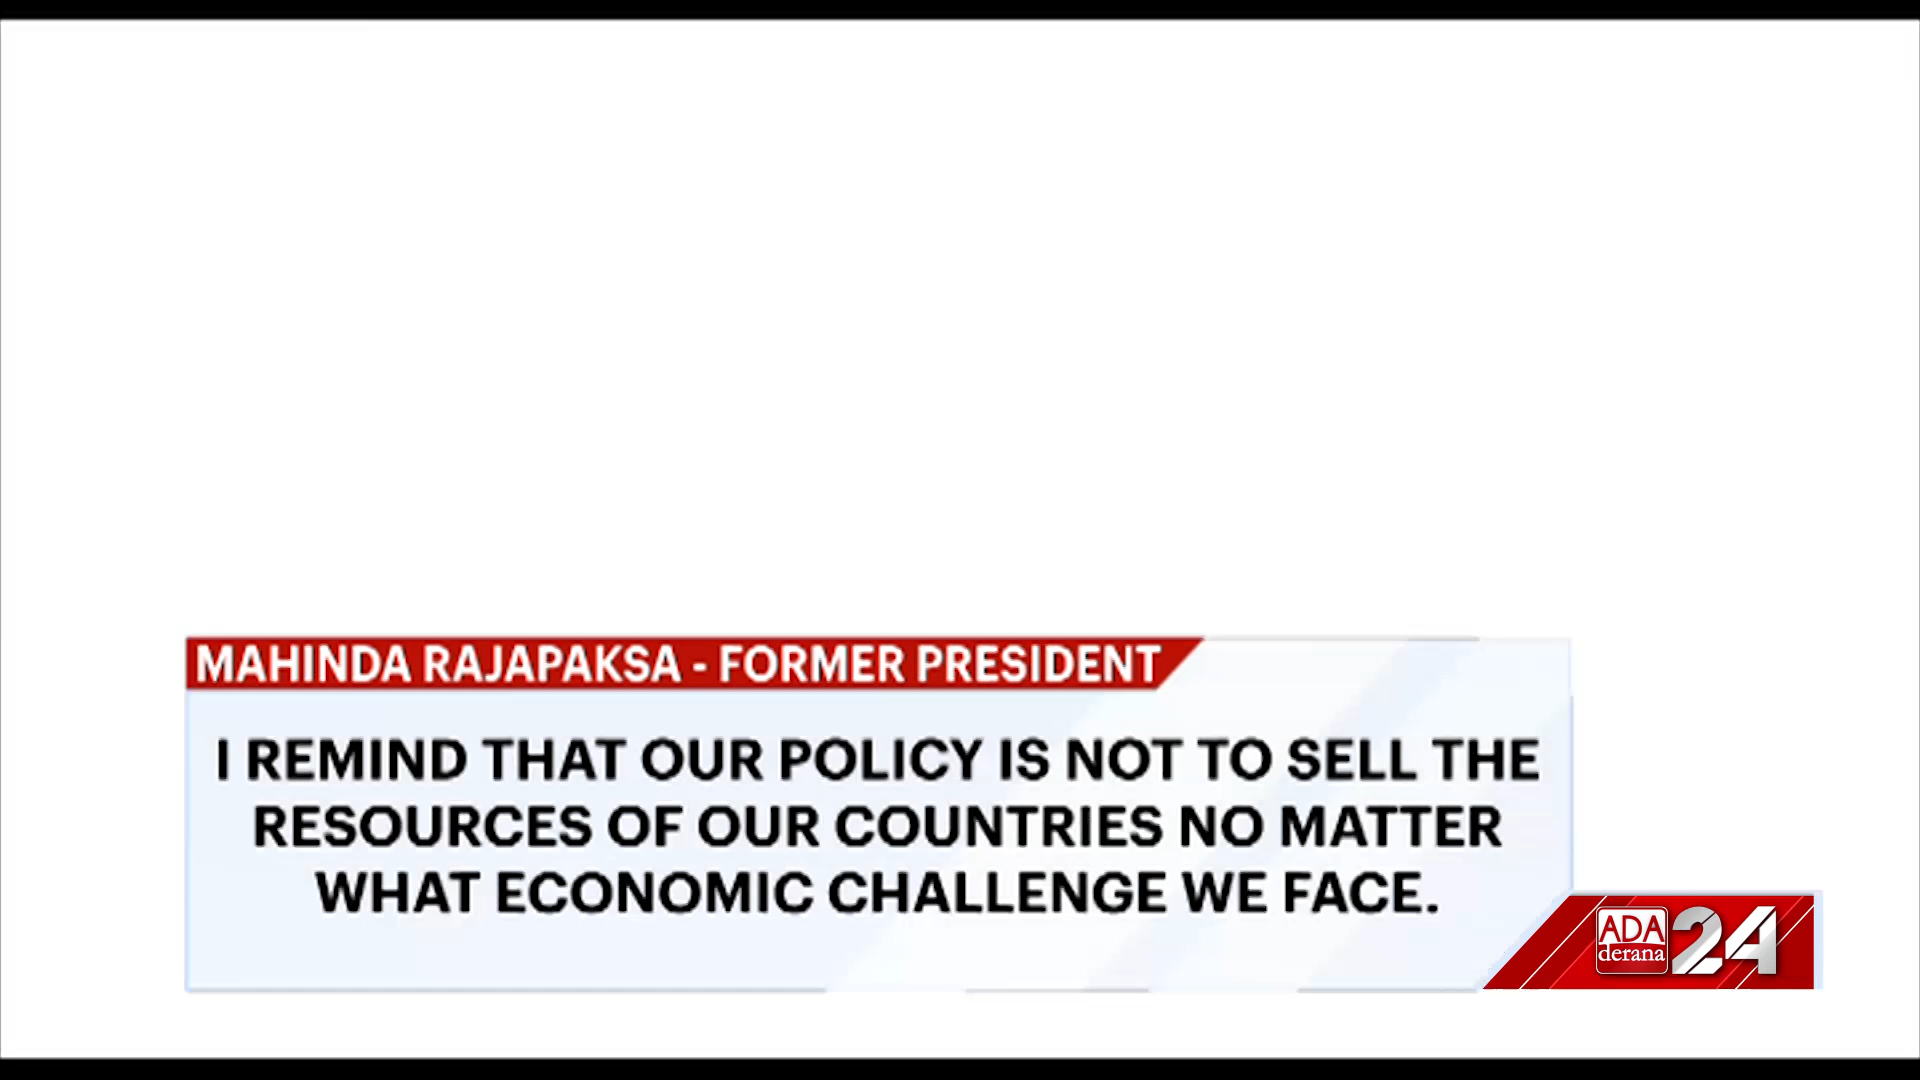 MAHINDA RAJAPAKSA - FORMER PRESIDENT
I REMIND THAT OUR POLICY IS NOT TO SELL THE
RESOURCES OF OUR COUNTRIES NO MATTER
WHAT ECONOMIC CHALLENGE WE FACE.
ADA
derana
24